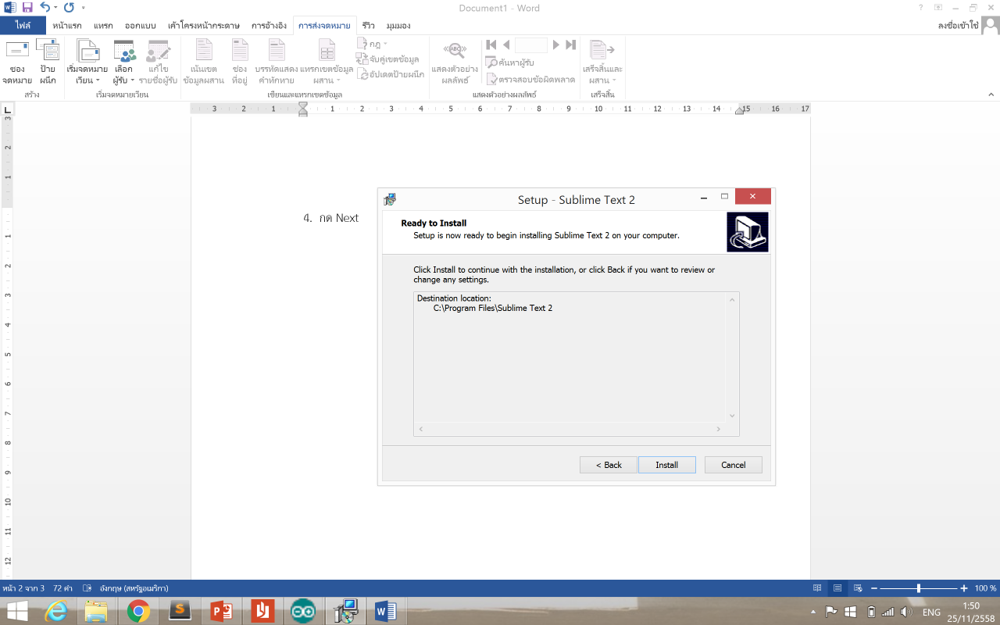 Document1 - Word
ไฟล์ หน้าแรก แทรก ออกแบบ เค้าโครงหน้ากระดาษ การอ้างอิง การส่งจดหมาย รีวิว มุมมอง ลงชื่อเข้าใช้
ซองจดหมาย ป้ายผนึก เริ่มจดหมายเวียน เลือกผู้รับ แก้ไขรายชื่อผู้รับ เน้นเขตข้อมูลผสาน ช่องที่อยู่ บรรทัดแสดงคำทักทาย แทรกเขตข้อมูลผสาน
กฎ
จับคู่เขตข้อมูล
อัปเดตป้ายผนึก
ABC
แสดงตัวอย่างผลลัพธ์
ค้นหาผู้รับ
ตรวจสอบข้อผิดพลาด
เสร็จสิ้นและผสาน
สร้าง เริ่มจดหมายเวียน เขียนและแทรกเขตข้อมูล แสดงตัวอย่างผลลัพธ์ เสร็จสิ้น
3 2 1 1 2 3 4 5 6 7 8 9 10 11 12 13 14 15 16 17
3
2
1
1
2
3
4
5
6
7
8
9
10
11
12
4. กด Next
Setup - Sublime Text 2
Ready to Install
Setup is now ready to begin installing Sublime Text 2 on your computer.
Click Install to continue with the installation, or click Back if you want to review or
change any settings.
Destination location:
C:\Program Files\Sublime Text 2
< Back Install Cancel
หน้า 2 จาก 3 72 คำ อังกฤษ (สหรัฐอเมริกา) 100 %
ENG
1:50
25/11/2558